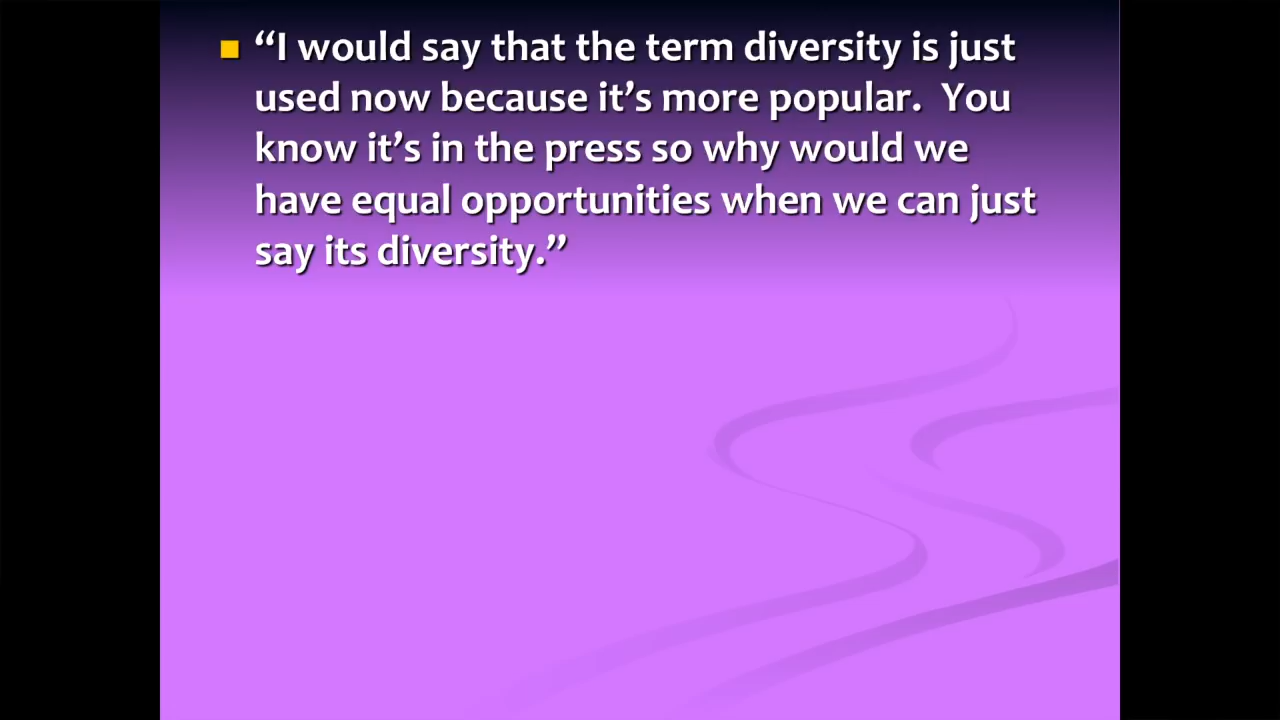 “I would say that the term diversity is just
used now because it’s more popular.  You
know it’s in the press so why would we
have equal opportunities when we can just
say its diversity.”